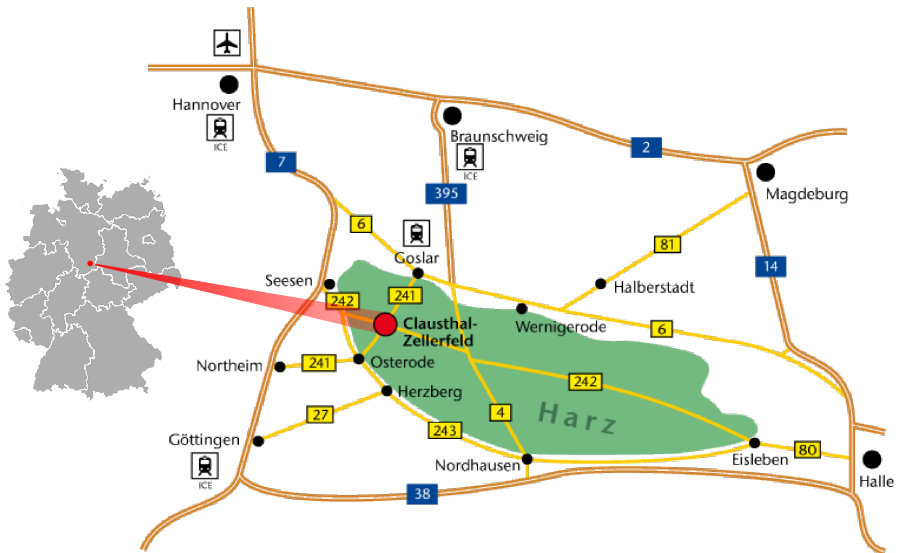 Hannover
ICE
Braunschweig
ICE
2
7
395
Magdeburg
6
81
Goslar
14
Seesen
242
241
Halberstadt
Clausthal-
Zellerfeld
Wernigerode
6
Northeim
241
Osterode
242
Herzberg
27
4
Harz
243
Göttingen
ICE
Nordhausen
80
Eisleben
Halle
38